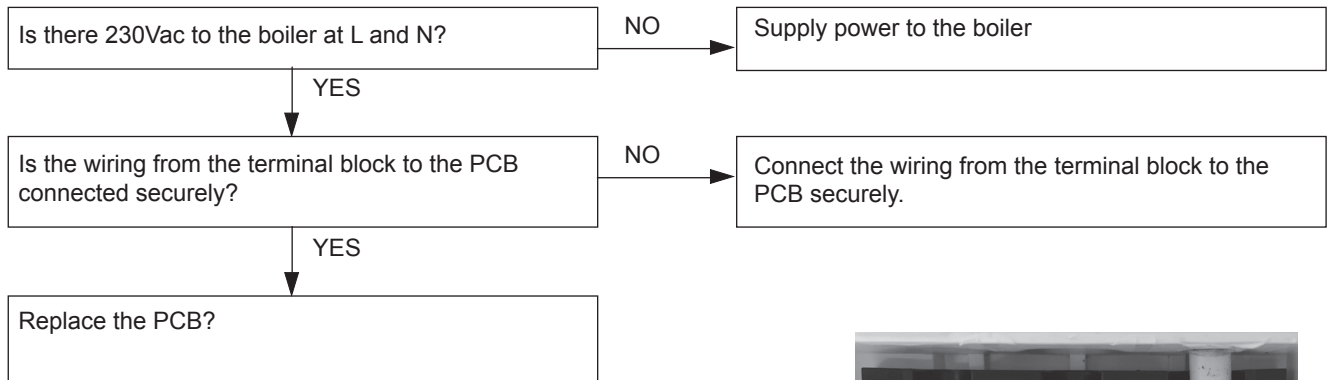 Is there 230Vac to the boiler at L and N?
NO
Supply power to the boiler
YES
Is the wiring from the terminal block to the PCB
connected securely?
NO
Connect the wiring from the terminal block to the
PCB securely.
YES
Replace the PCB?